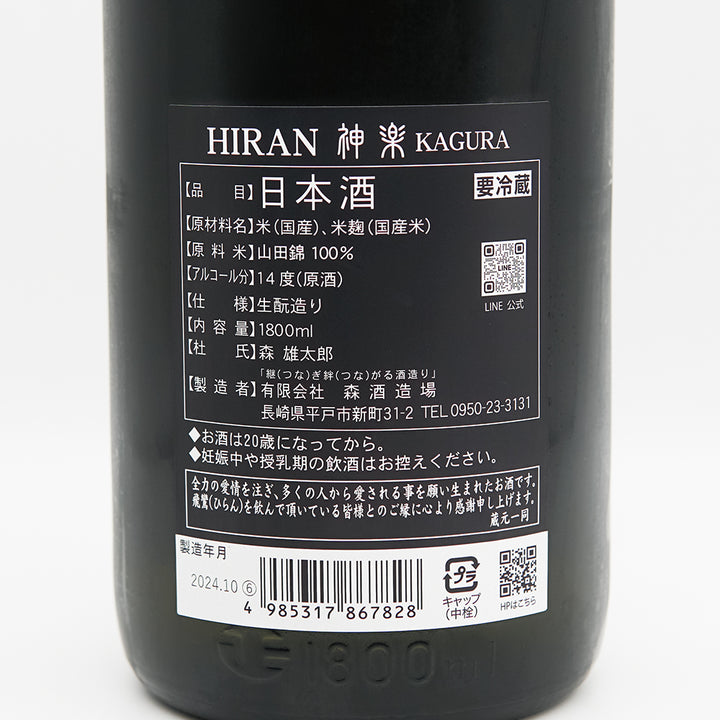 HIRAN 神楽 KAGURA
【品目】日本酒 要冷蔵
【原材料名】米(国産)、米麹(国産米)
【原料米】山田錦 100%
【アルコール分】14度(原酒)
LINE
LINE 公式
【仕様】生酛造り
【内容量】1800ml
【杜氏】森 雄太郎
「継(つな)ぎ絆(つな)がる酒造り」
【製造者】有限会社 森酒造場
長崎県平戸市新町31-2 TEL0950-23-3131
◆お酒は20歳になってから。
◆妊娠中や授乳期の飲酒はお控えください。
全力の愛情を注ぎ、多くの人から愛される事を願い生まれたお酒です。
飛鸞(ひらん)を飲んで頂いている皆様とのご縁に心より感謝申し上げます。
蔵元一同
製造年月
2024.10 ⑥
4 985317 867828
プラ
キャップ
(中栓)
HPはこちら
1800ml